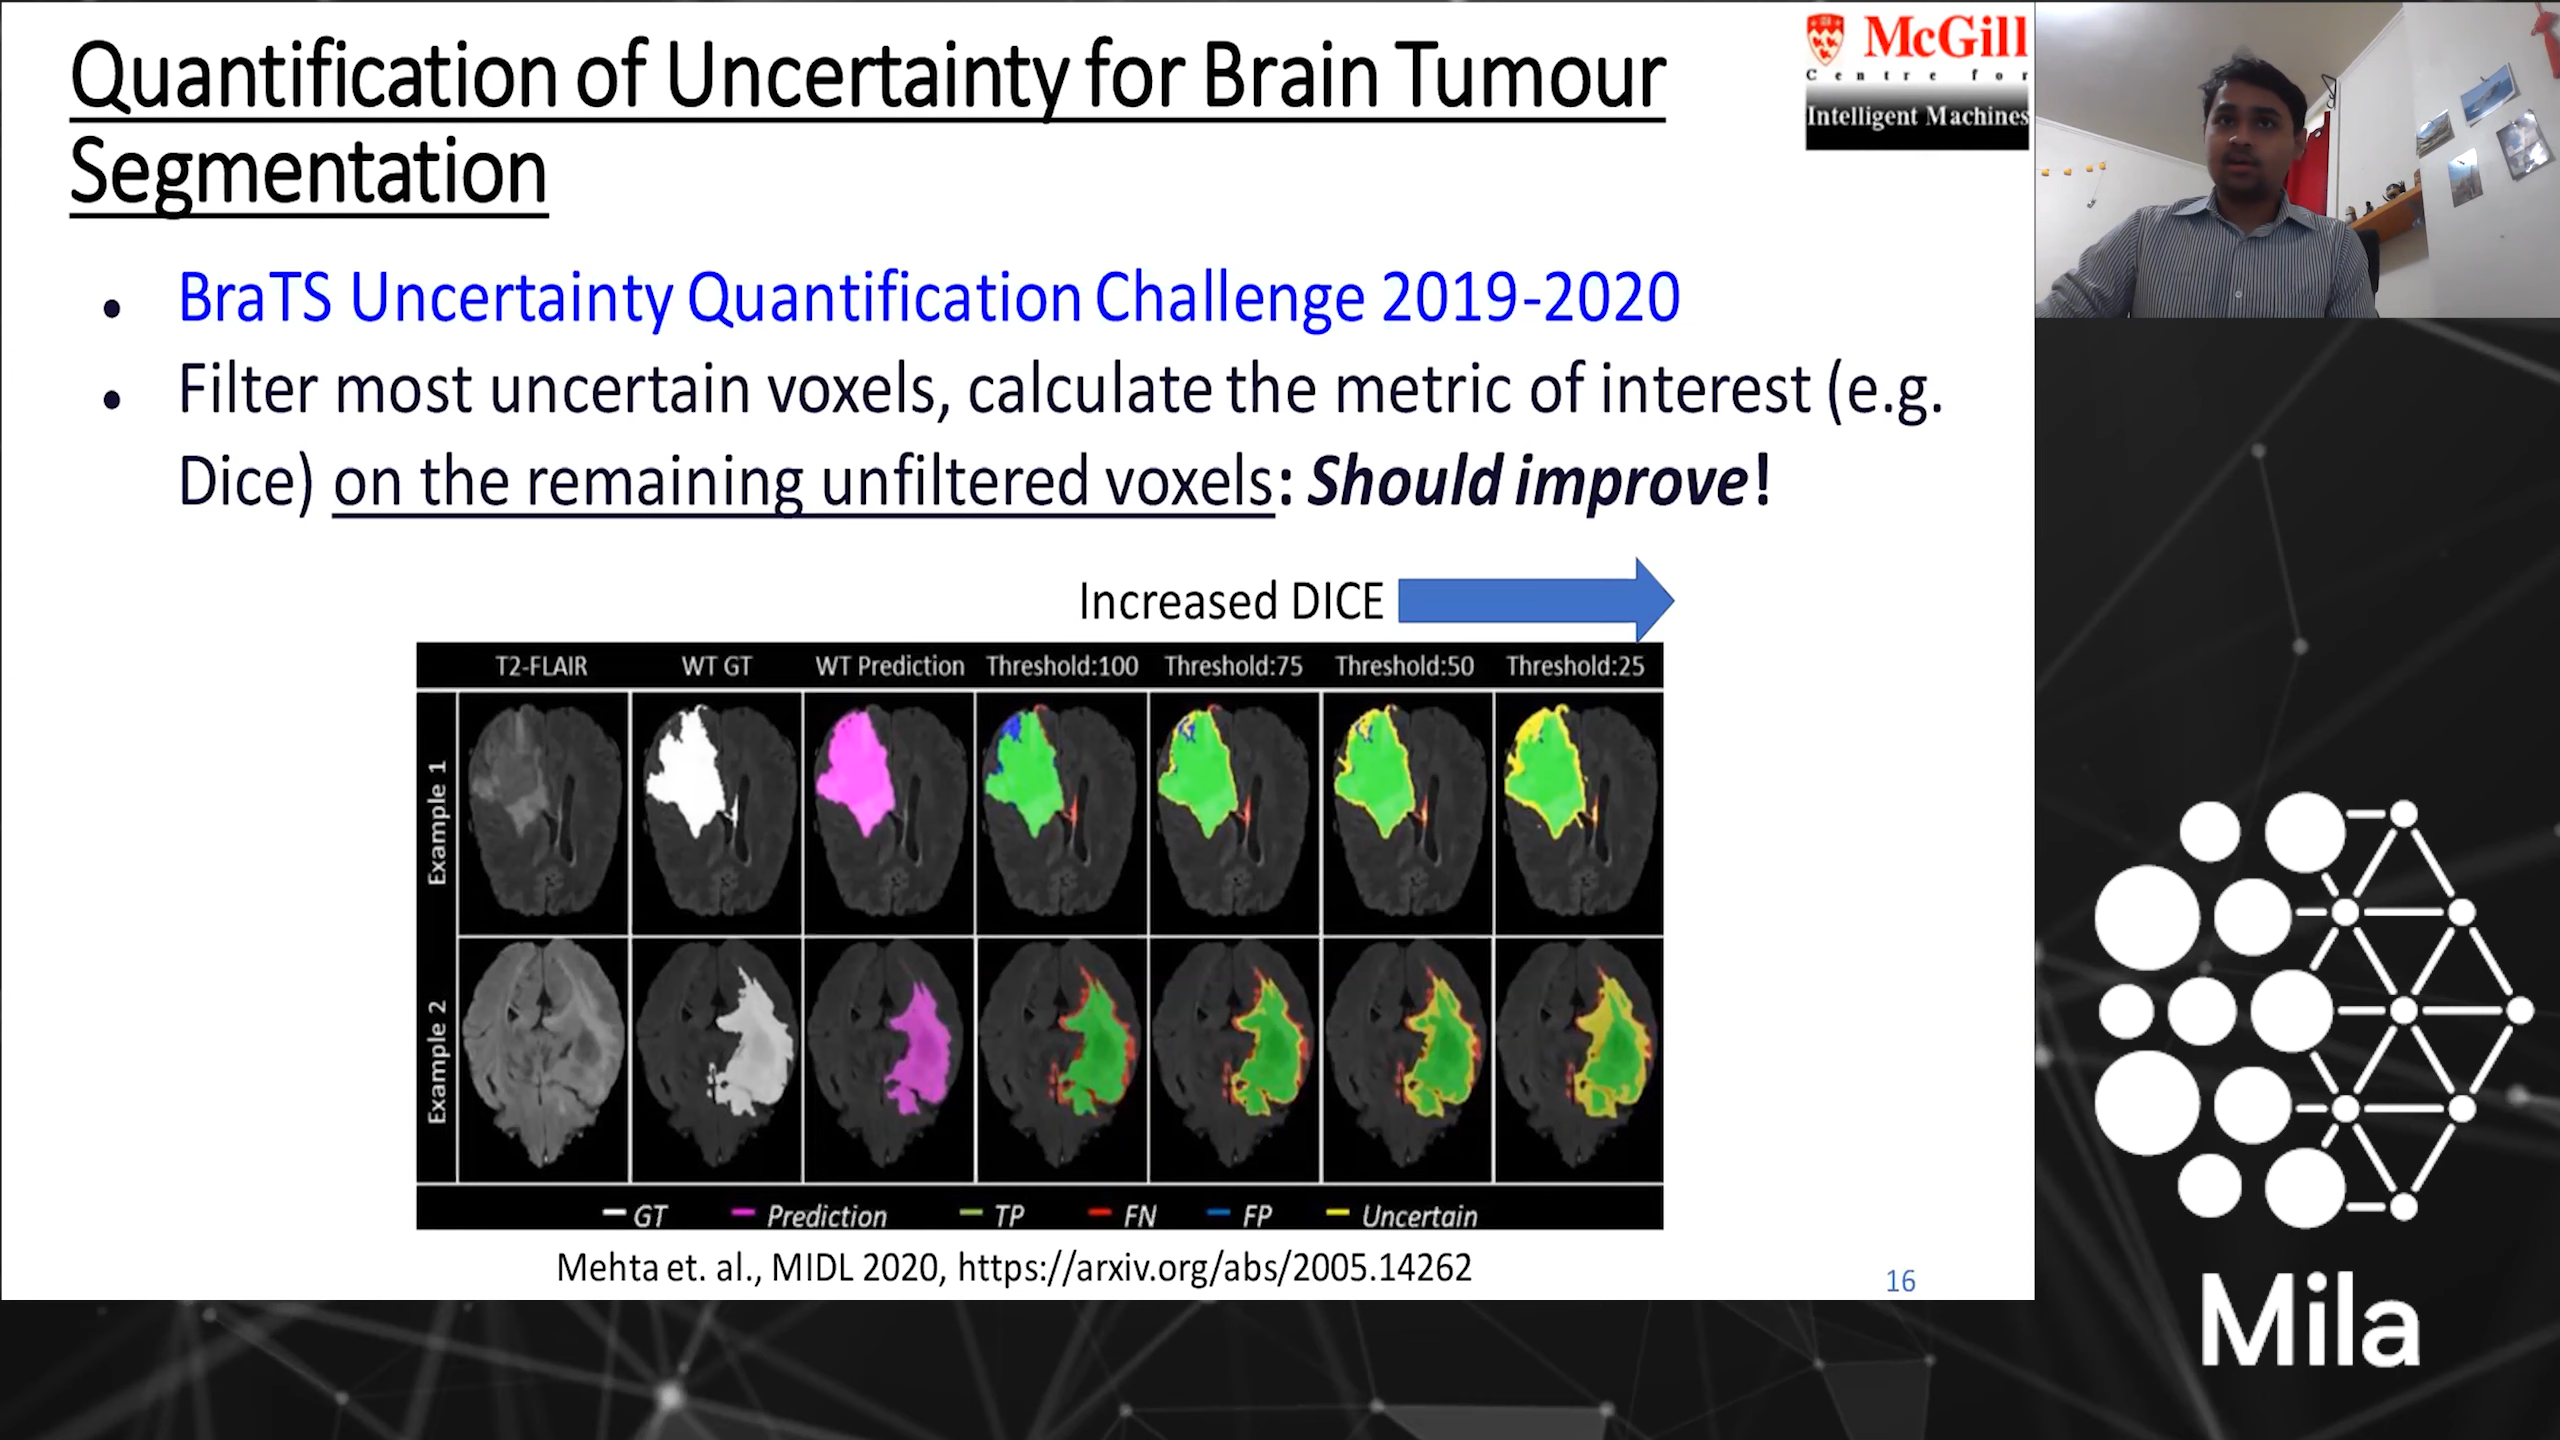 Quantification of Uncertainty for Brain Tumour
Segmentation
McGill
Centre for
Intelligent Machines
• BraTS Uncertainty Quantification Challenge 2019-2020
• Filter most uncertain voxels, calculate the metric of interest (e.g.
Dice) on the remaining unfiltered voxels: Should improve!
Increased DICE
T2-FLAIR WT GT WT Prediction Threshold:100 Threshold:75 Threshold:50 Threshold:25
Example 1
Example 2
GT Prediction TP FN FP Uncertain
Mehta et. al., MIDL 2020, https://arxiv.org/abs/2005.14262
16
Mila